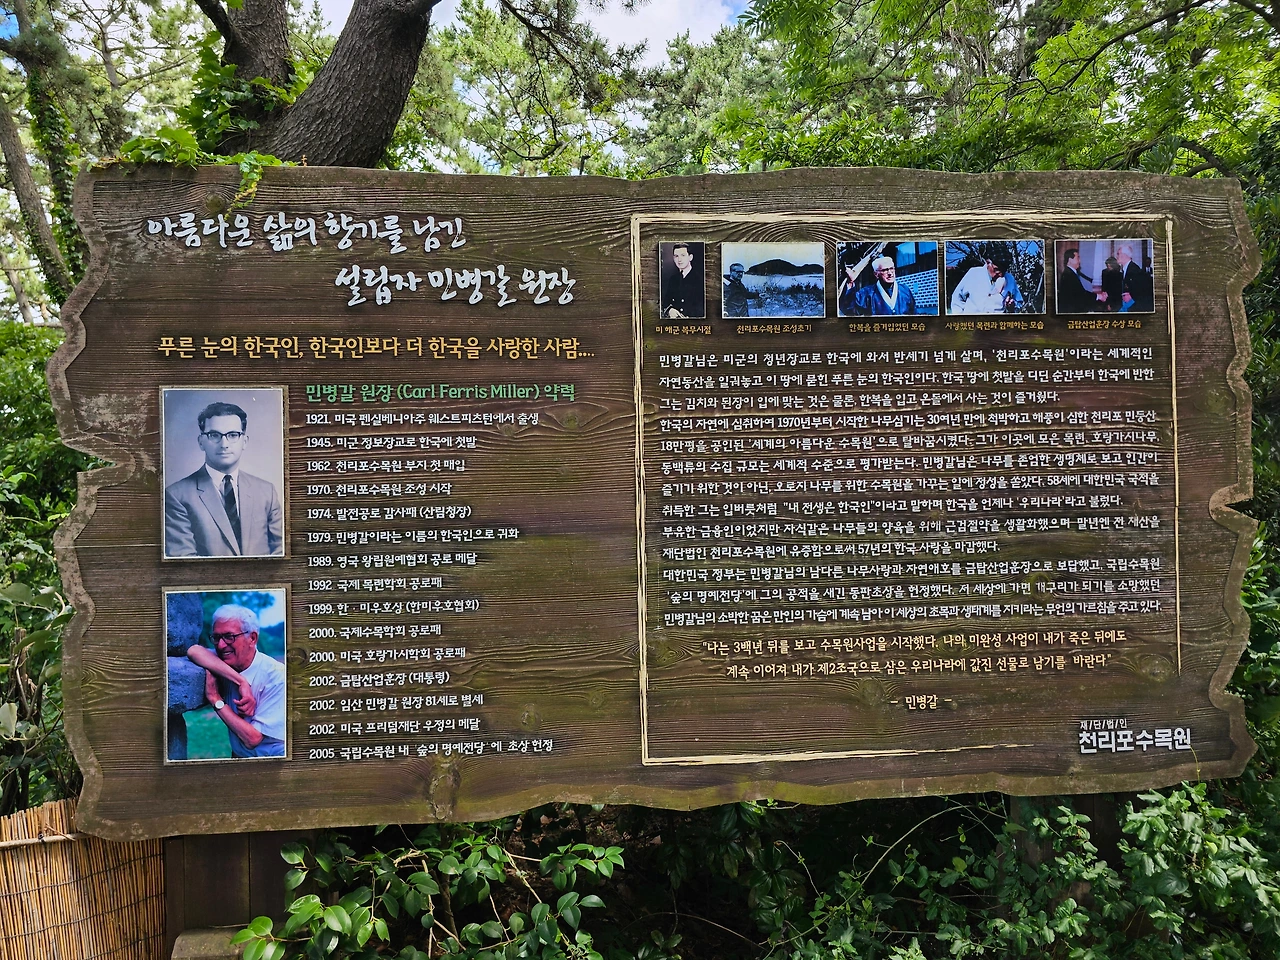 아름다운 삶의 향기를 남긴
설립자 민병갈 원장
푸른 눈의 한국인, 한국인보다 더 한국을 사랑한 사람....
민병갈 원장 (Carl Ferris Miller) 약력
1921. 미국 펜실베니아주 웨스트피츠턴에서 출생
1945. 미군 정보장교로 한국에 첫발
1962. 천리포수목원 부지 첫 매입
1970. 천리포수목원 조성 시작
1974. 발전공로 감사패 (산림청장)
1979. 민병갈이라는 이름의 한국인으로 귀화
1989. 영국 왕립원예협회 공로 메달
1992. 국제 목련학회 공로패
1999. 한·미우호상 (한미우호협회)
2000. 국제수목학회 공로패
2000. 미국 호랑가시학회 공로패
2002. 금탑산업훈장 (대통령)
2002. 임산 민병갈 원장 81세로 별세
2002. 미국 프리덤재단 우정의 메달
2005. 국립수목원 내 '숲의 명예전당' 에 초상 헌정
미 해군 복무시절
천리포수목원 조성초기
한복을 즐겨입었던 모습
사랑했던 목련과 함께하는 모습
금탑산업훈장 수상 모습
민병갈님은 미군의 청년장교로 한국에 와서 반세기 넘게 살며, '천리포수목원'이라는 세계적인
자연동산을 일궈놓고 이 땅에 묻힌 푸른 눈의 한국인이다. 한국 땅에 첫발을 디딘 순간부터 한국에 반한
그는 김치와 된장이 입에 맞는 것은 물론, 한복을 입고 온돌에서 사는 것이 즐거웠다.
한국의 자연에 심취하여 1970년부터 시작한 나무심기는 30여년 만에 척박하고 해풍이 심한 천리포 민둥산
18만평을 공인된 '세계의 아름다운 수목원'으로 탈바꿈시켰다. 그가 이곳에 모은 목련, 호랑가시나무,
동백류의 수집 규모는 세계적 수준으로 평가받는다. 민병갈님은 나무를 존엄한 생명체로 보고 인간이
즐기기 위한 것이 아닌, 오로지 나무를 위한 수목원을 가꾸는 일에 정성을 쏟았다. 58세에 대한민국 국적을
취득한 그는 입버릇처럼 "내 전생은 한국인"이라고 말하며 한국을 언제나 '우리나라'라고 불렀다.
부유한 금융인이었지만 자식같은 나무들의 양육을 위해 근검절약을 생활화했으며 말년엔 전 재산을
재단법인 천리포수목원에 유증함으로써 57년의 한국 사랑을 마감했다.
대한민국 정부는 민병갈님의 남다른 나무사랑과 자연애호를 금탑산업훈장으로 보답했고, 국립수목원
'숲의 명예전당'에 그의 공적을 새긴 동판초상을 헌정했다. 저 세상에 가면 개구리가 되기를 소망했던
민병갈님의 소박한 꿈은 만인의 가슴에 계속 남아 이 세상의 초목과 생태계를 지키라는 무언의 가르침을 주고 있다.
"나는 3백년 뒤를 보고 수목원사업을 시작했다. 나의 미완성 사업이 내가 죽은 뒤에도
계속 이어져 내가 제2조국으로 삼은 우리나라에 값진 선물로 남기를 바란다"
- 민병갈 -
재/단/법/인
천리포수목원